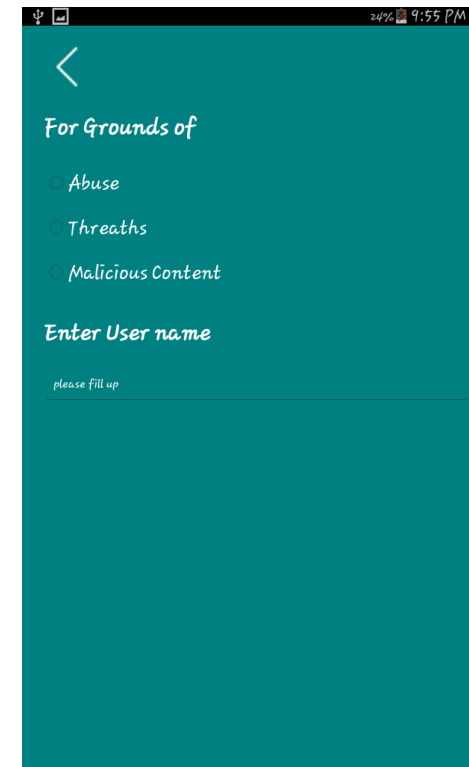 24% 9:55 PM
For Grounds of
Abuse
Threaths
Malicious Content
Enter User name
please fill up